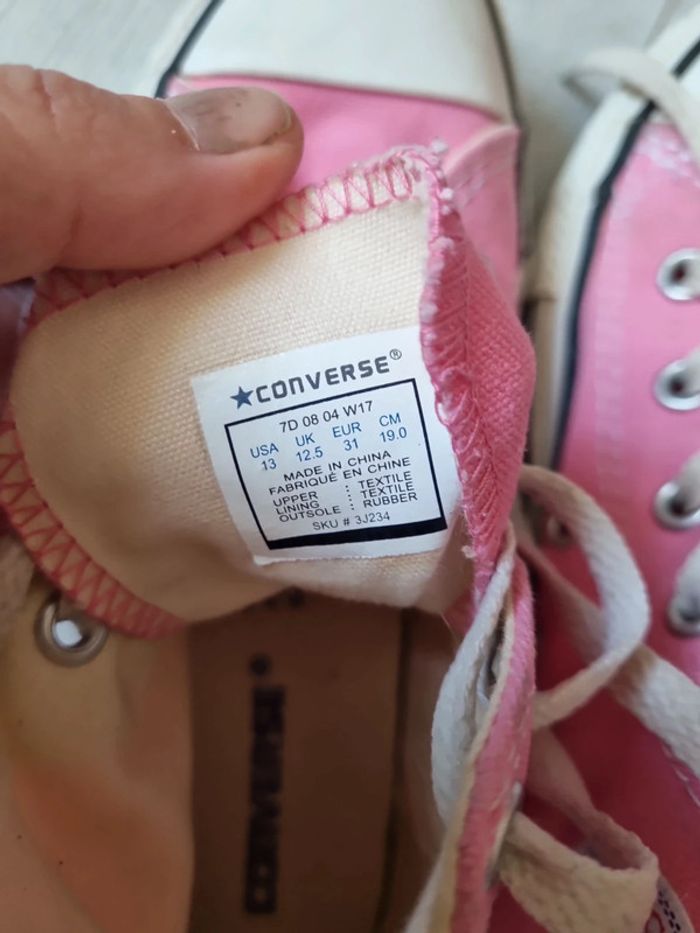 ★CONVERSE®
7D 08 04 W17
USA UK EUR CM
13 12.5 31 19.0
MADE IN CHINA
FABRIQUÉ EN CHINE
UPPER : TEXTILE
LINING : TEXTILE
OUTSOLE : RUBBER
SKU # 3J234
CONVERSE